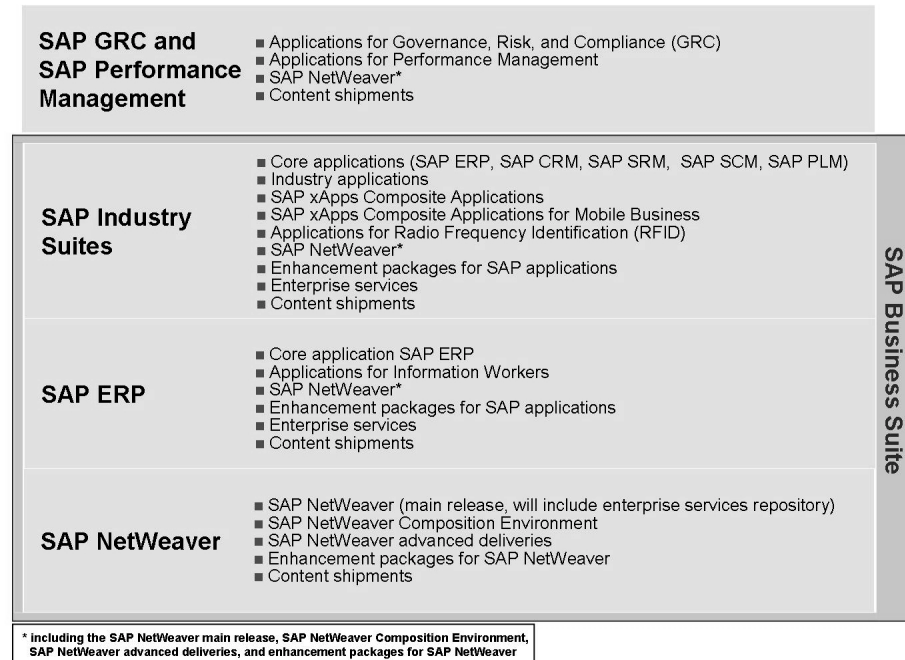 SAP GRC and
SAP Performance
Management
■ Applications for Governance, Risk, and Compliance (GRC)
■ Applications for Performance Management
■ SAP NetWeaver*
■ Content shipments
SAP Industry
Suites
■ Core applications (SAP ERP, SAP CRM, SAP SRM, SAP SCM, SAP PLM)
■ Industry applications
■ SAP xApps Composite Applications
■ SAP xApps Composite Applications for Mobile Business
■ Applications for Radio Frequency Identification (RFID)
■ SAP NetWeaver*
■ Enhancement packages for SAP applications
■ Enterprise services
■ Content shipments
SAP ERP
■ Core application SAP ERP
■ Applications for Information Workers
■ SAP NetWeaver*
■ Enhancement packages for SAP applications
■ Enterprise services
■ Content shipments
SAP NetWeaver
■ SAP NetWeaver (main release, will include enterprise services repository)
■ SAP NetWeaver Composition Environment
■ SAP NetWeaver advanced deliveries
■ Enhancement packages for SAP NetWeaver
■ Content shipments
SAP Business Suite
* including the SAP NetWeaver main release, SAP NetWeaver Composition Environment,
SAP NetWeaver advanced deliveries, and enhancement packages for SAP NetWeaver